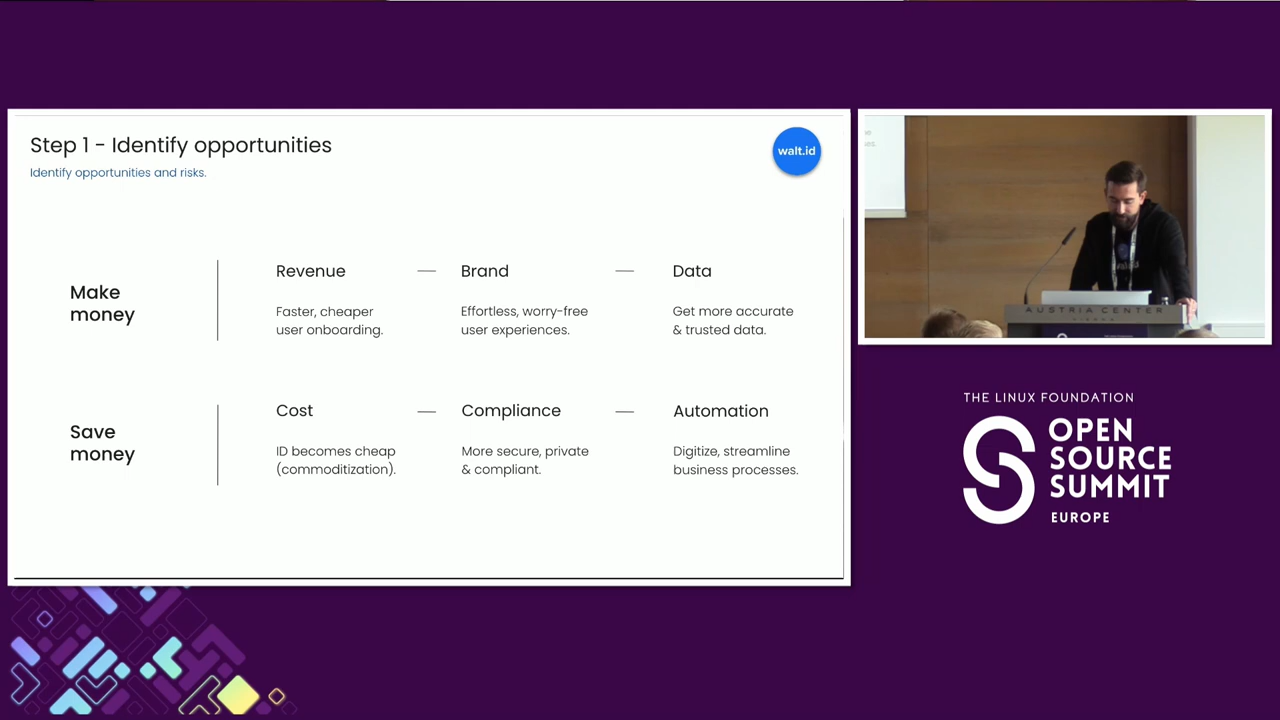 Step 1 - Identify opportunities
Identify opportunities and risks.
walt.id
Make
money
Revenue
Faster, cheaper
user onboarding.
Brand
Effortless, worry-free
user experiences.
Data
Get more accurate
& trusted data.
Save
money
Cost
ID becomes cheap
(commoditization).
Compliance
More secure, private
& compliant.
Automation
Digitize, streamline
business processes.
AUSTRIA CENTER
THE LINUX FOUNDATION
OPEN
SOURCE
SUMMIT
EUROPE